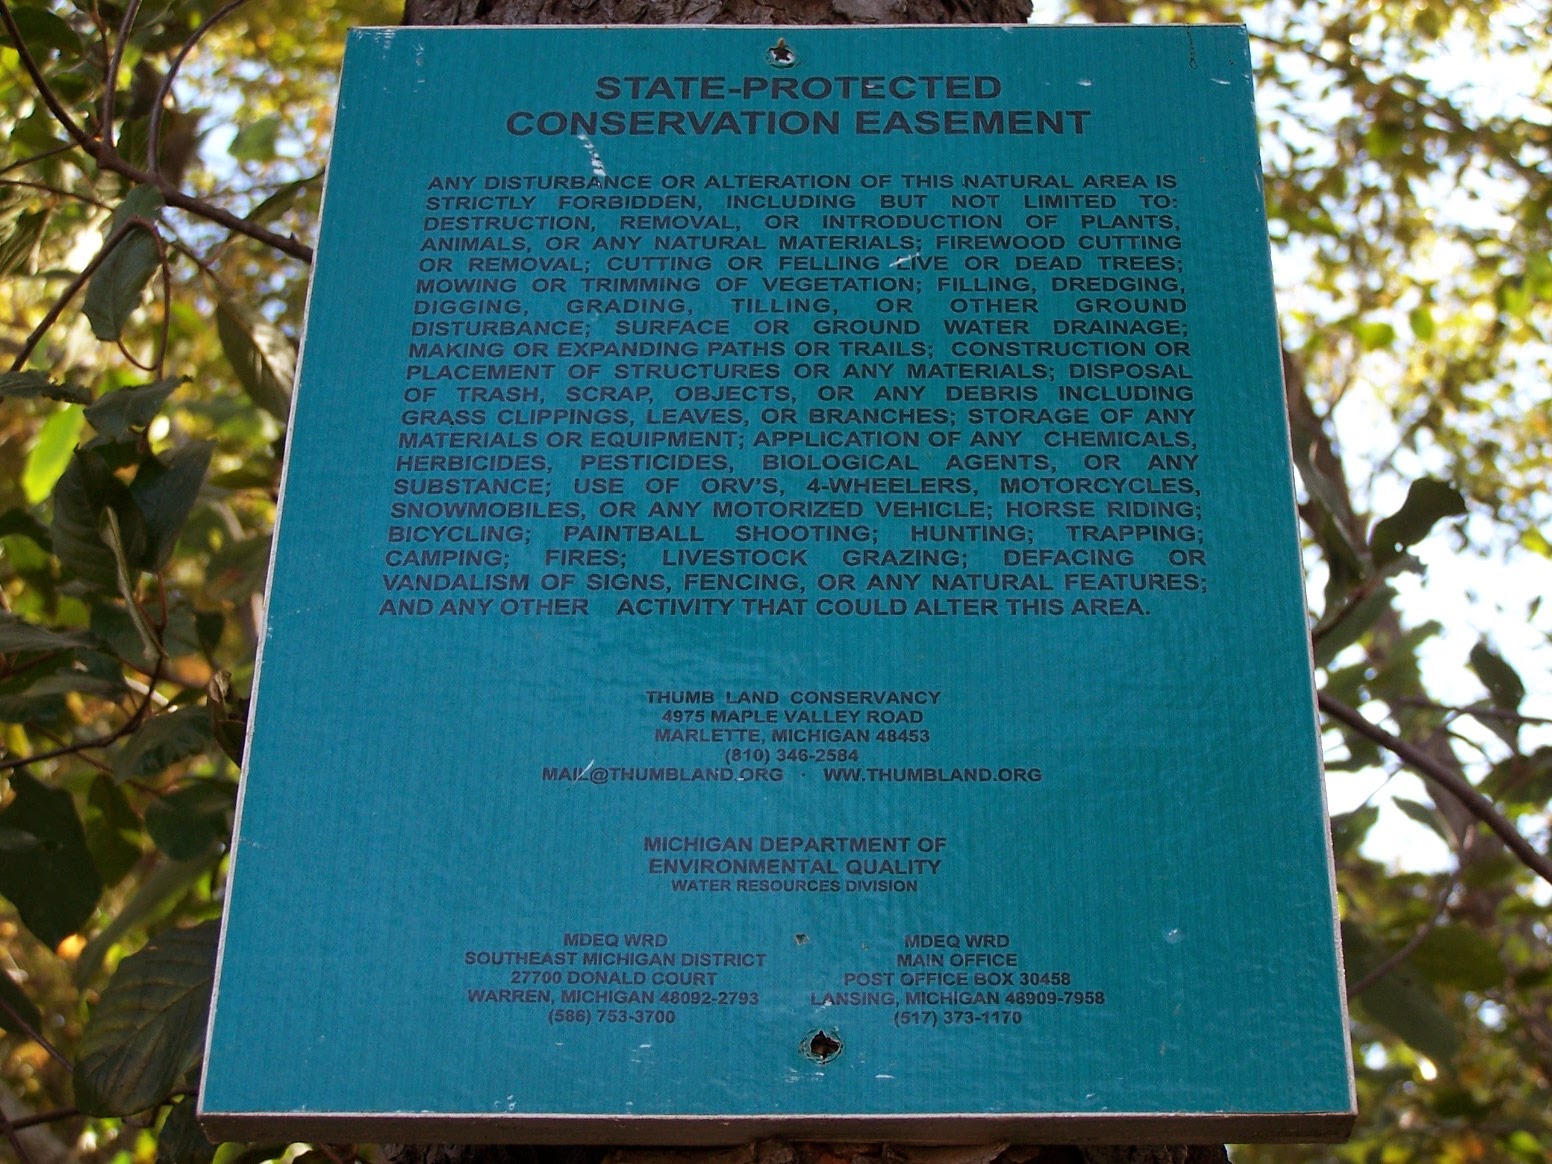 STATE-PROTECTED
CONSERVATION EASEMENT
ANY DISTURBANCE OR ALTERATION OF THIS NATURAL AREA IS
STRICTLY FORBIDDEN, INCLUDING BUT NOT LIMITED TO:
DESTRUCTION, REMOVAL, OR INTRODUCTION OF PLANTS,
ANIMALS, OR ANY NATURAL MATERIALS; FIREWOOD CUTTING
OR REMOVAL; CUTTING OR FELLING LIVE OR DEAD TREES;
MOWING OR TRIMMING OF VEGETATION; FILLING, DREDGING,
DIGGING, GRADING, TILLING, OR OTHER GROUND
DISTURBANCE; SURFACE OR GROUND WATER DRAINAGE;
MAKING OR EXPANDING PATHS OR TRAILS; CONSTRUCTION OR
PLACEMENT OF STRUCTURES OR ANY MATERIALS; DISPOSAL
OF TRASH, SCRAP, OBJECTS, OR ANY DEBRIS INCLUDING
GRASS CLIPPINGS, LEAVES, OR BRANCHES; STORAGE OF ANY
MATERIALS OR EQUIPMENT; APPLICATION OF ANY CHEMICALS,
HERBICIDES, PESTICIDES, BIOLOGICAL AGENTS, OR ANY
SUBSTANCE; USE OF ORV'S, 4-WHEELERS, MOTORCYCLES,
SNOWMOBILES, OR ANY MOTORIZED VEHICLE; HORSE RIDING;
BICYCLING; PAINTBALL SHOOTING; HUNTING; TRAPPING;
CAMPING; FIRES; LIVESTOCK GRAZING; DEFACING OR
VANDALISM OF SIGNS, FENCING, OR ANY NATURAL FEATURES;
AND ANY OTHER ACTIVITY THAT COULD ALTER THIS AREA.
THUMB LAND CONSERVANCY
4975 MAPLE VALLEY ROAD
MARLETTE, MICHIGAN 48453
(810) 346-2584
MAIL@THUMBLAND.ORG · WW.THUMBLAND.ORG
MICHIGAN DEPARTMENT OF
ENVIRONMENTAL QUALITY
WATER RESOURCES DIVISION
MDEQ WRD
SOUTHEAST MICHIGAN DISTRICT
27700 DONALD COURT
WARREN, MICHIGAN 48092-2793
(586) 753-3700
MDEQ WRD
MAIN OFFICE
POST OFFICE BOX 30458
LANSING, MICHIGAN 48909-7958
(517) 373-1170